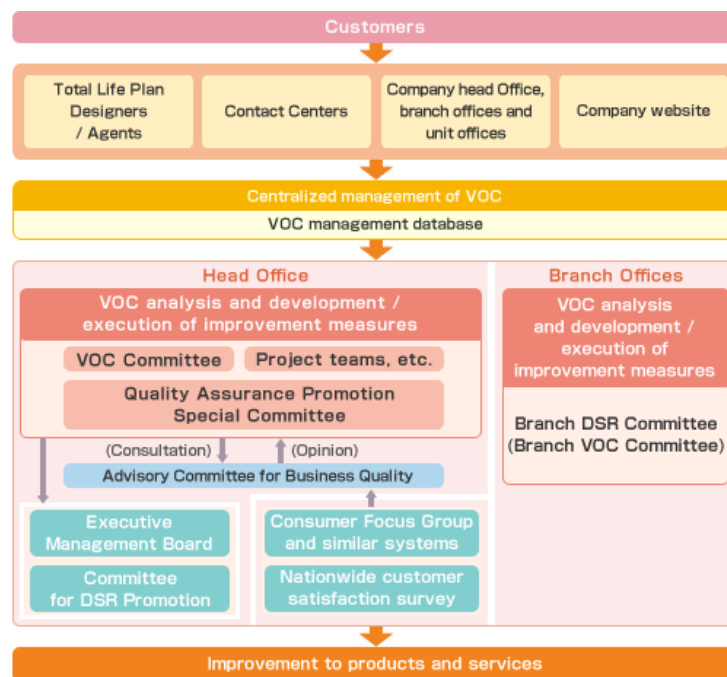 Customers
Total Life Plan
Designers
/ Agents
Contact Centers
Company head Office,
branch offices and
unit offices
Company website
Centralized management of VOC
VOC management database
Head Office
VOC analysis and development /
execution of improvement measures
VOC Committee
Project teams, etc.
Quality Assurance Promotion
Special Committee
(Consultation)
(Opinion)
Advisory Committee for Business Quality
Executive
Management Board
Committee
for DSR Promotion
Consumer Focus Group
and similar systems
Nationwide customer
satisfaction survey
Branch Offices
VOC analysis
and development /
execution of
improvement measures
Branch DSR Committee
(Branch VOC Committee)
Improvement to products and services